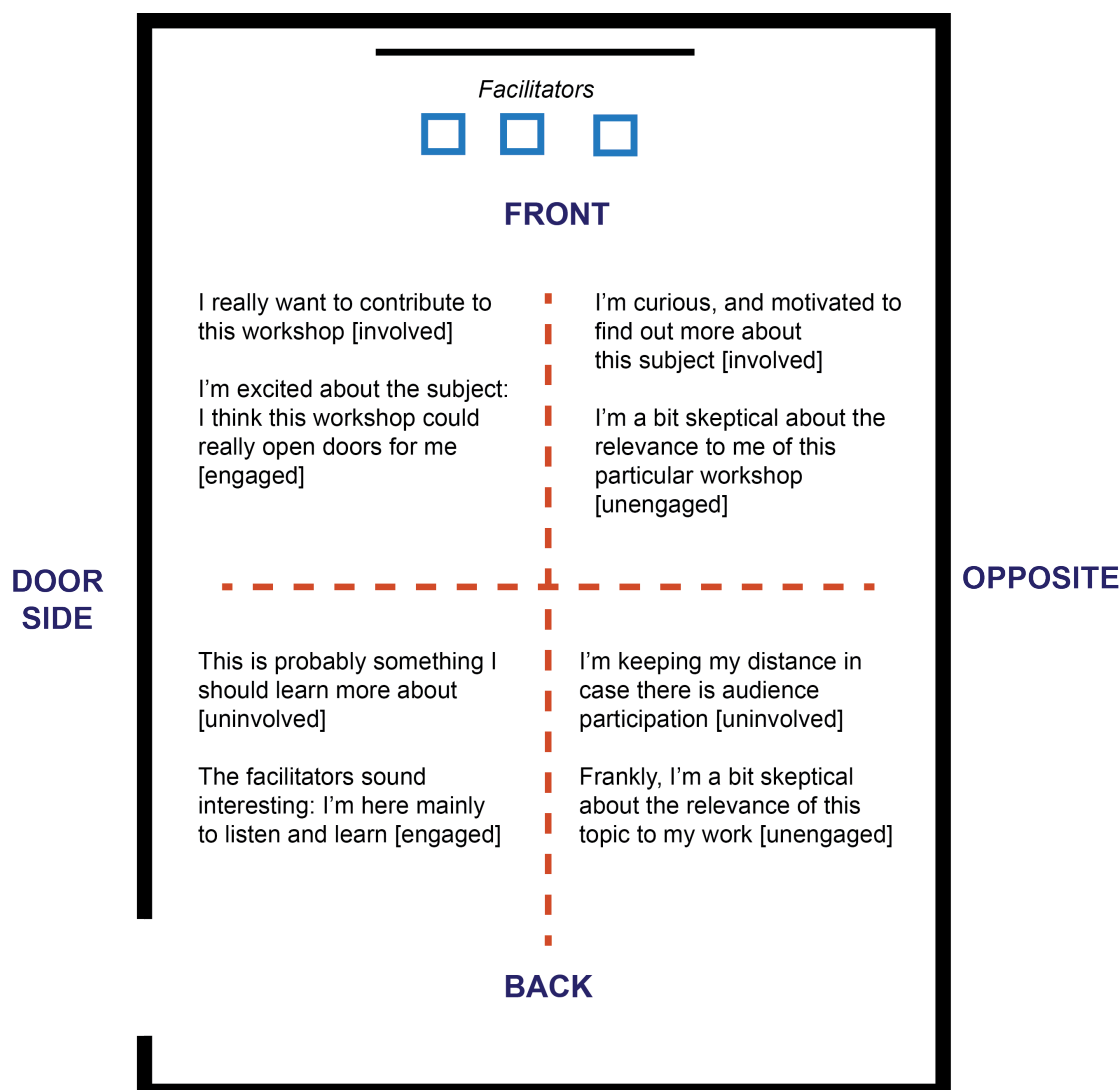 Facilitators
FRONT
I really want to contribute to
this workshop [involved]
I’m excited about the subject:
I think this workshop could
really open doors for me
[engaged]
I’m curious, and motivated to
find out more about
this subject [involved]
I’m a bit skeptical about the
relevance to me of this
particular workshop
[unengaged]
DOOR
SIDE
OPPOSITE
This is probably something I
should learn more about
[uninvolved]
The facilitators sound
interesting: I’m here mainly
to listen and learn [engaged]
I’m keeping my distance in
case there is audience
participation [uninvolved]
Frankly, I’m a bit skeptical
about the relevance of this
topic to my work [unengaged]
BACK